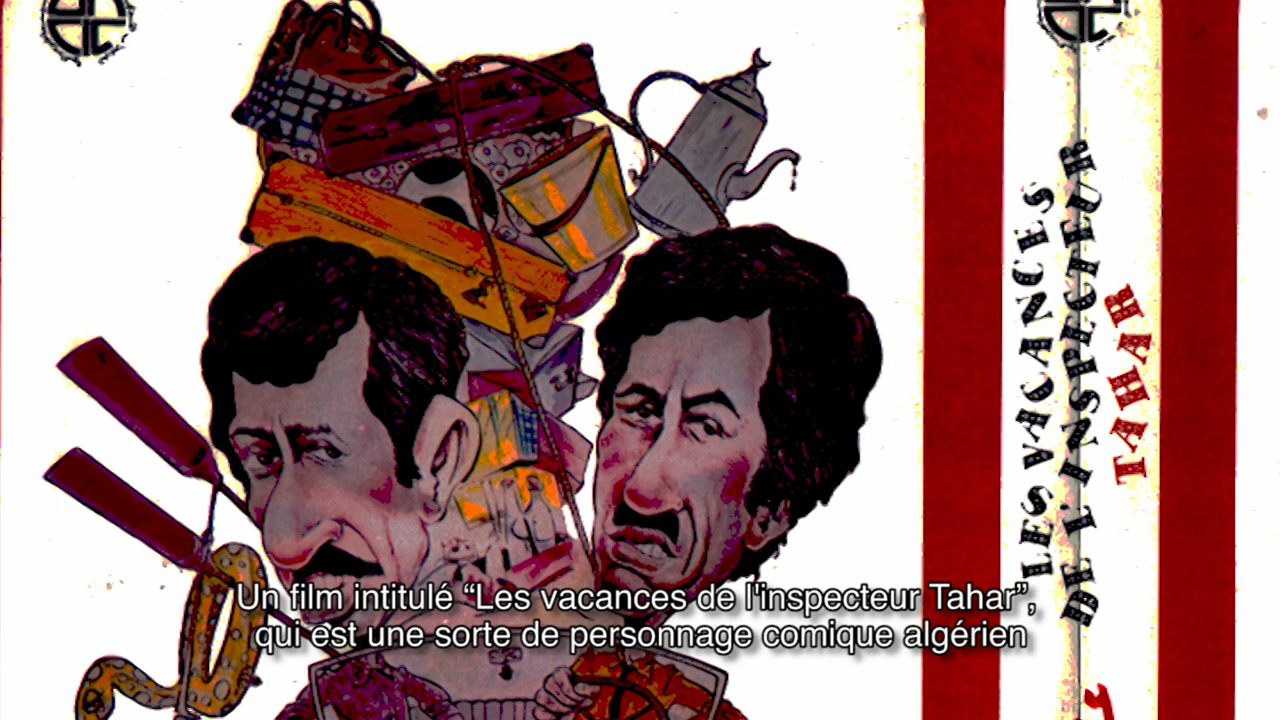 LES VACANCES
DE L'INSPECTEUR
TAHAR
Un film intitulé “Les vacances de l'inspecteur Tahar”,
qui est une sorte de personnage comique algérien